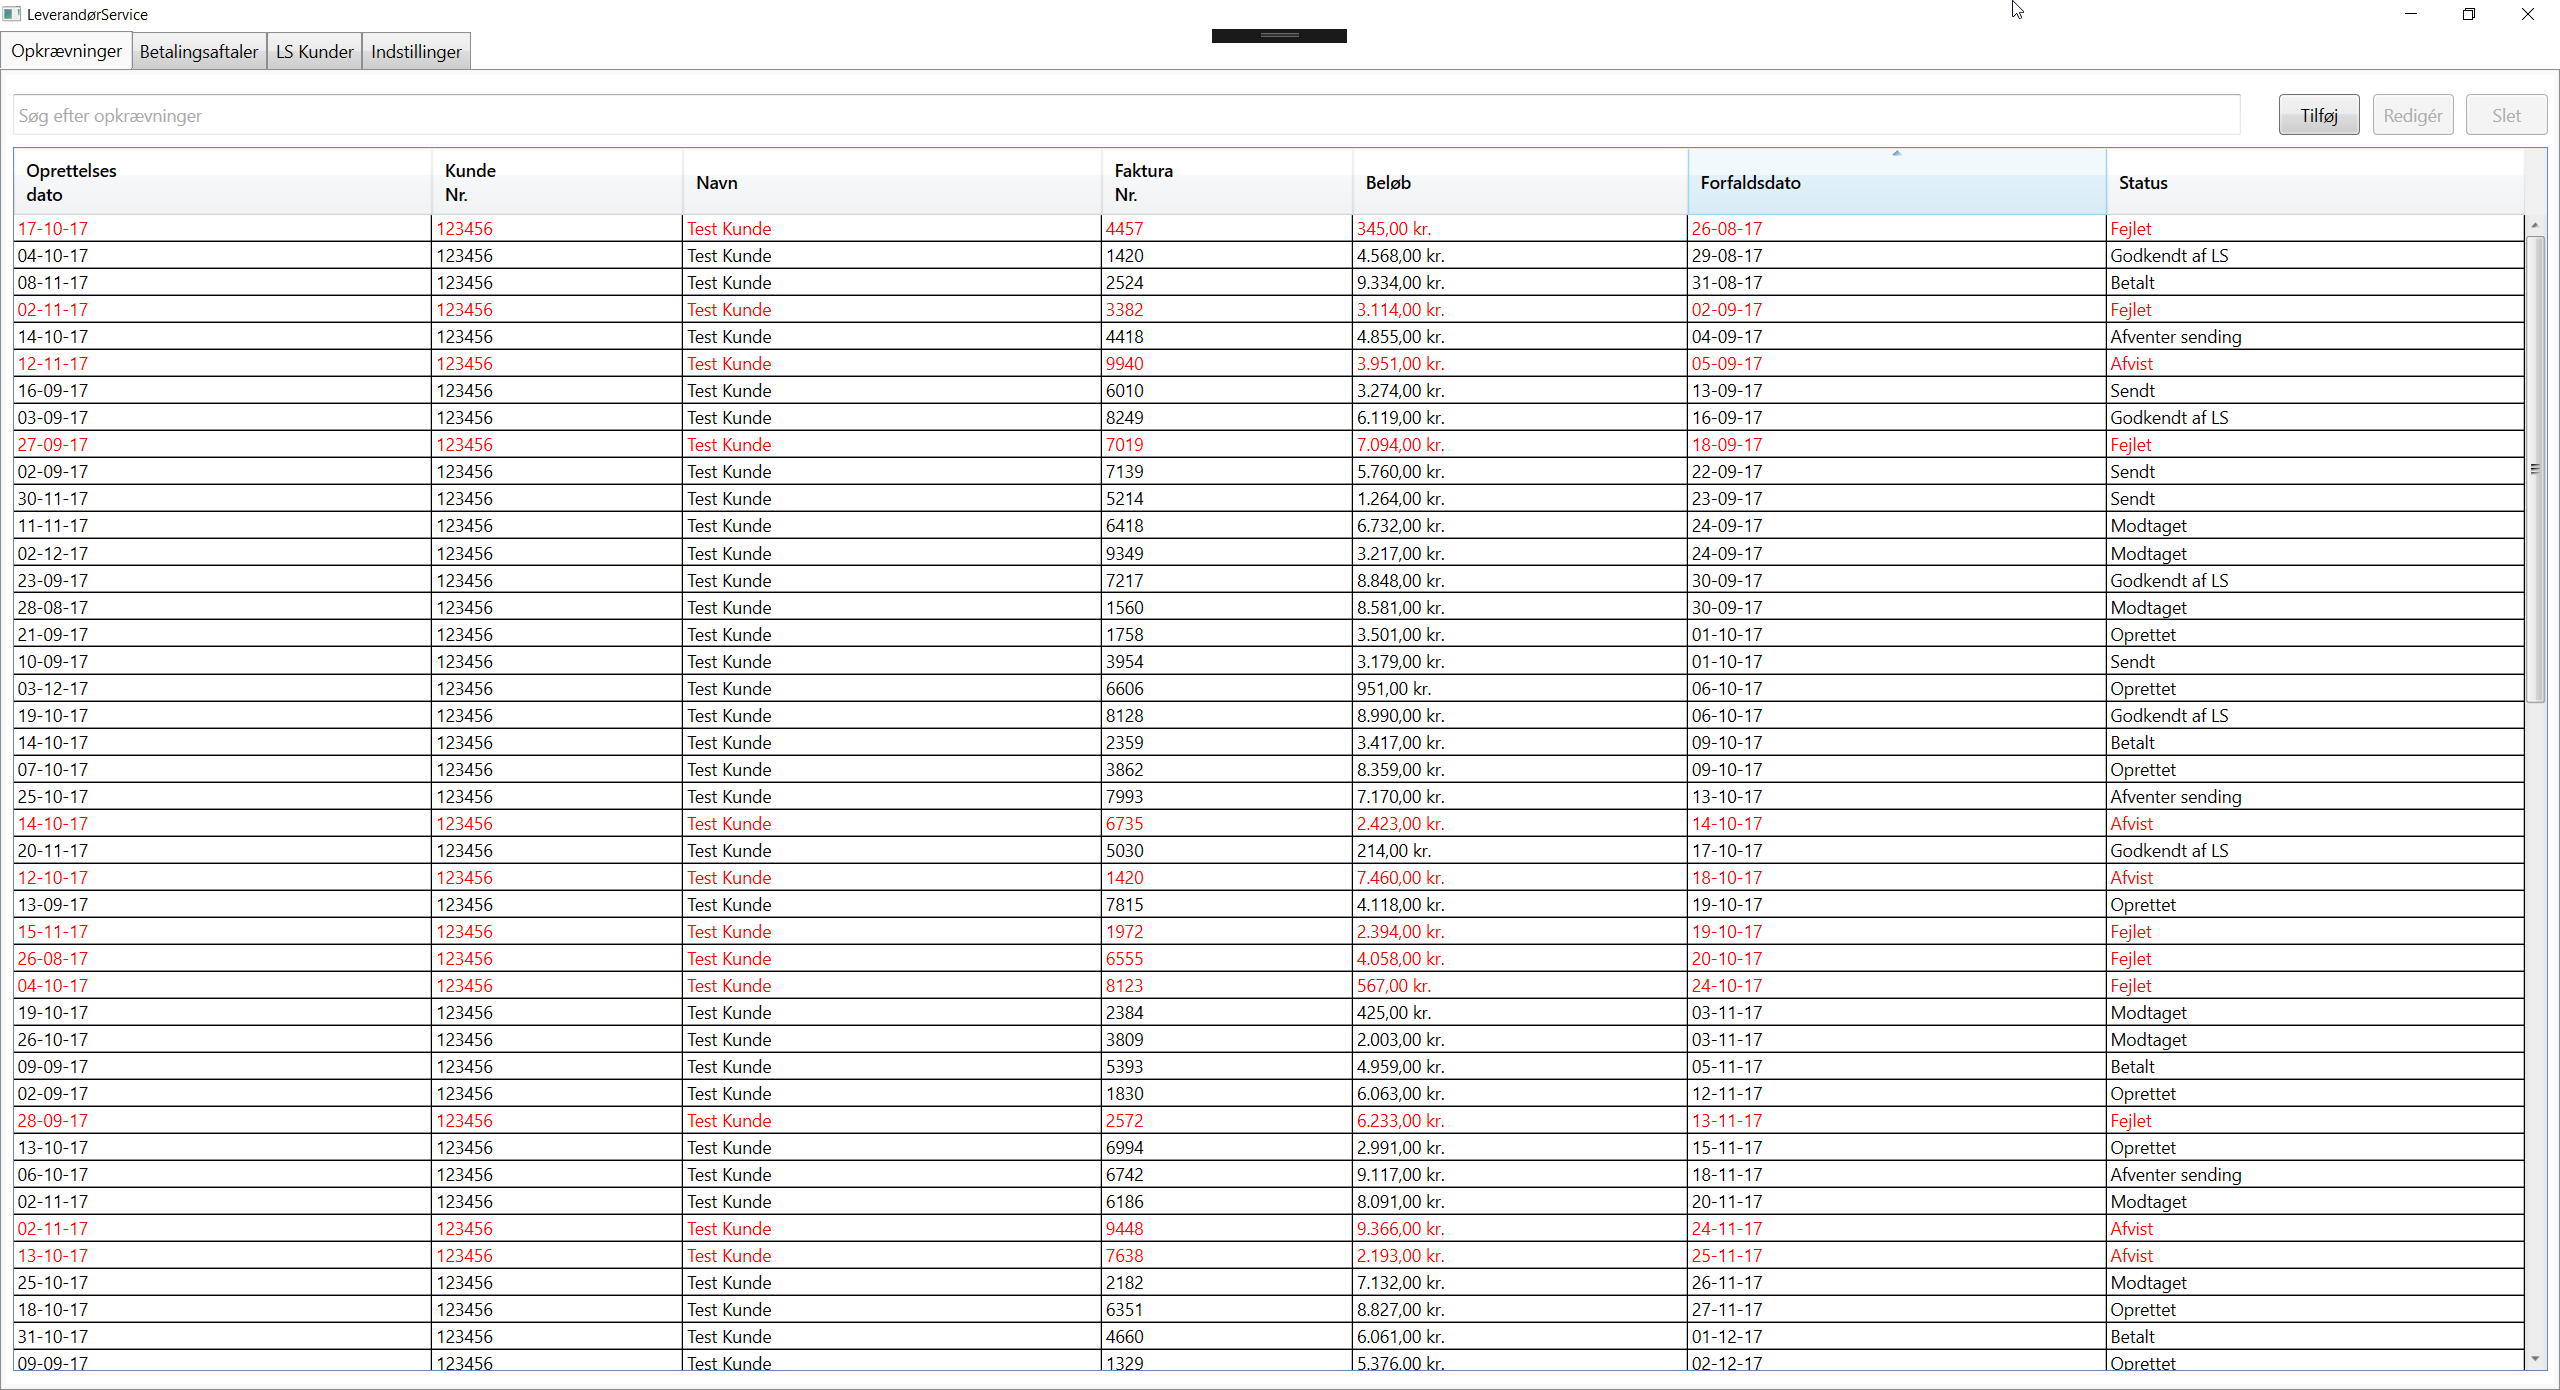 LeverandørService
Opkrævninger Betalingsaftaler LS Kunder Indstillinger
Søg efter opkrævninger Tilføj Redigér Slet
Oprettelses dato Kunde Nr. Navn Faktura Nr. Beløb Forfaldsdato Status
17-10-17 123456 Test Kunde 4457 345,00 kr. 26-08-17 Fejlet
04-10-17 123456 Test Kunde 1420 4.568,00 kr. 29-08-17 Godkendt af LS
08-11-17 123456 Test Kunde 2524 9.334,00 kr. 31-08-17 Betalt
02-11-17 123456 Test Kunde 3382 3.114,00 kr. 02-09-17 Fejlet
14-10-17 123456 Test Kunde 4418 4.855,00 kr. 04-09-17 Afventer sending
12-11-17 123456 Test Kunde 9940 3.951,00 kr. 05-09-17 Afvist
16-09-17 123456 Test Kunde 6010 3.274,00 kr. 13-09-17 Sendt
03-09-17 123456 Test Kunde 8249 6.119,00 kr. 16-09-17 Godkendt af LS
27-09-17 123456 Test Kunde 7019 7.094,00 kr. 18-09-17 Fejlet
02-09-17 123456 Test Kunde 7139 5.760,00 kr. 22-09-17 Sendt
30-11-17 123456 Test Kunde 5214 1.264,00 kr. 23-09-17 Sendt
11-11-17 123456 Test Kunde 6418 6.732,00 kr. 24-09-17 Modtaget
02-12-17 123456 Test Kunde 9349 3.217,00 kr. 24-09-17 Modtaget
23-09-17 123456 Test Kunde 7217 8.848,00 kr. 30-09-17 Godkendt af LS
28-08-17 123456 Test Kunde 1560 8.581,00 kr. 30-09-17 Modtaget
21-09-17 123456 Test Kunde 1758 3.501,00 kr. 01-10-17 Oprettet
10-09-17 123456 Test Kunde 3954 3.179,00 kr. 01-10-17 Sendt
03-12-17 123456 Test Kunde 6606 951,00 kr. 06-10-17 Oprettet
19-10-17 123456 Test Kunde 8128 8.990,00 kr. 06-10-17 Godkendt af LS
14-10-17 123456 Test Kunde 2359 3.417,00 kr. 09-10-17 Betalt
07-10-17 123456 Test Kunde 3862 8.359,00 kr. 09-10-17 Oprettet
25-10-17 123456 Test Kunde 7993 7.170,00 kr. 13-10-17 Afventer sending
14-10-17 123456 Test Kunde 6735 2.423,00 kr. 14-10-17 Afvist
20-11-17 123456 Test Kunde 5030 214,00 kr. 17-10-17 Godkendt af LS
12-10-17 123456 Test Kunde 1420 7.460,00 kr. 18-10-17 Afvist
13-09-17 123456 Test Kunde 7815 4.118,00 kr. 19-10-17 Oprettet
15-11-17 123456 Test Kunde 1972 2.394,00 kr. 19-10-17 Fejlet
26-08-17 123456 Test Kunde 6555 4.058,00 kr. 20-10-17 Fejlet
04-10-17 123456 Test Kunde 8123 567,00 kr. 24-10-17 Fejlet
19-10-17 123456 Test Kunde 2384 425,00 kr. 03-11-17 Modtaget
26-10-17 123456 Test Kunde 3809 2.003,00 kr. 03-11-17 Modtaget
09-09-17 123456 Test Kunde 5393 4.959,00 kr. 05-11-17 Betalt
02-09-17 123456 Test Kunde 1830 6.063,00 kr. 12-11-17 Oprettet
28-09-17 123456 Test Kunde 2572 6.233,00 kr. 13-11-17 Fejlet
13-10-17 123456 Test Kunde 6994 2.991,00 kr. 15-11-17 Oprettet
06-10-17 123456 Test Kunde 6742 9.117,00 kr. 18-11-17 Afventer sending
02-11-17 123456 Test Kunde 6186 8.091,00 kr. 20-11-17 Modtaget
02-11-17 123456 Test Kunde 9448 9.366,00 kr. 24-11-17 Afvist
13-10-17 123456 Test Kunde 7638 2.193,00 kr. 25-11-17 Afvist
25-10-17 123456 Test Kunde 2182 7.132,00 kr. 26-11-17 Modtaget
18-10-17 123456 Test Kunde 6351 8.827,00 kr. 27-11-17 Oprettet
31-10-17 123456 Test Kunde 4660 6.061,00 kr. 01-12-17 Betalt
09-09-17 123456 Test Kunde 1329 5.376,00 kr. 02-12-17 Oprettet